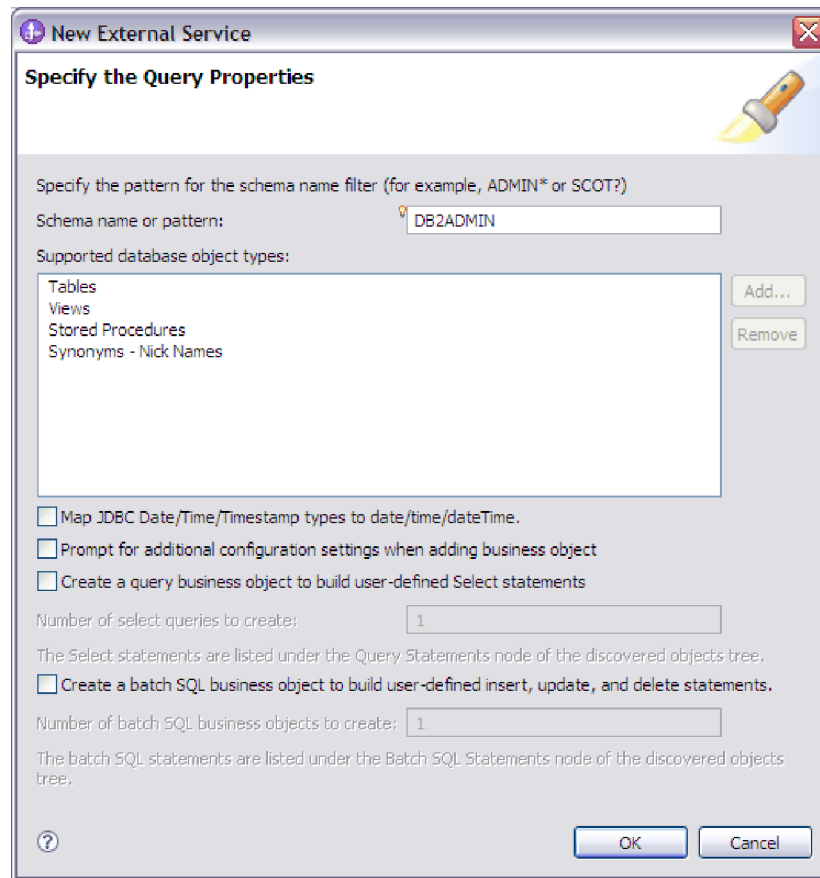 New External Service
Specify the Query Properties
Specify the pattern for the schema name filter (for example, ADMIN* or SCOT?)
Schema name or pattern: DB2ADMIN
Supported database object types:
Tables
Views
Stored Procedures
Synonyms - Nick Names
Add...
Remove
Map JDBC Date/Time/Timestamp types to date/time/dateTime.
Prompt for additional configuration settings when adding business object
Create a query business object to build user-defined Select statements
Number of select queries to create: 1
The Select statements are listed under the Query Statements node of the discovered objects tree.
Create a batch SQL business object to build user-defined insert, update, and delete statements.
Number of batch SQL business objects to create: 1
The batch SQL statements are listed under the Batch SQL Statements node of the discovered objects
tree.
?
OK
Cancel